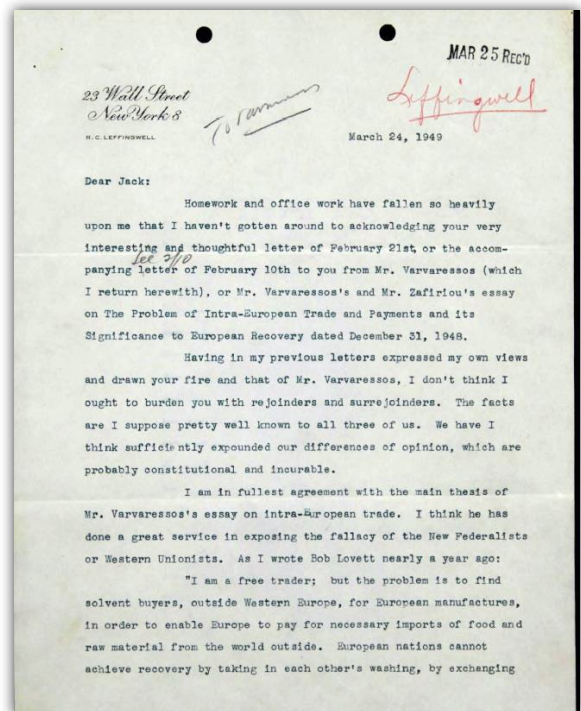 MAR 25 REC'D
Leffingwell
23 Wall Street
New York 8
R. C. LEFFINGWELL
To
March 24, 1949
Dear Jack:
Homework and office work have fallen so heavily
upon me that I haven't gotten around to acknowledging your very
interesting and thoughtful letter of February 21st, or the accom-
See 2/10
panying letter of February 10th to you from Mr. Varvaressos (which
I return herewith), or Mr. Varvaressos's and Mr. Zafiriou's essay
on The Problem of Intra-European Trade and Payments and its
Significance to European Recovery dated December 31, 1948.
Having in my previous letters expressed my own views
and drawn your fire and that of Mr. Varvaressos, I don't think I
ought to burden you with rejoinders and surrejoinders. The facts
are I suppose pretty well known to all three of us. We have I
think sufficiently expounded our differences of opinion, which are
probably constitutional and incurable.
I am in fullest agreement with the main thesis of
Mr. Varvaressos's essay on intra-European trade. I think he has
done a great service in exposing the fallacy of the New Federalists
or Western Unionists. As I wrote Bob Lovett nearly a year ago:
"I am a free trader; but the problem is to find
solvent buyers, outside Western Europe, for European manufactures,
in order to enable Europe to pay for necessary imports of food and
raw material from the world outside. European nations cannot
achieve recovery by taking in each other's washing, by exchanging